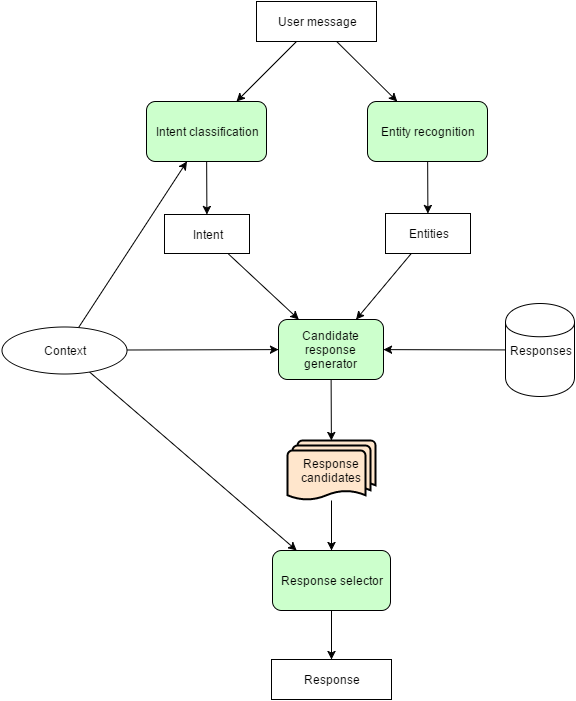 User message
Intent classification
Entity recognition
Intent
Entities
Context
Candidate
response
generator
Responses
Response
candidates
Response selector
Response